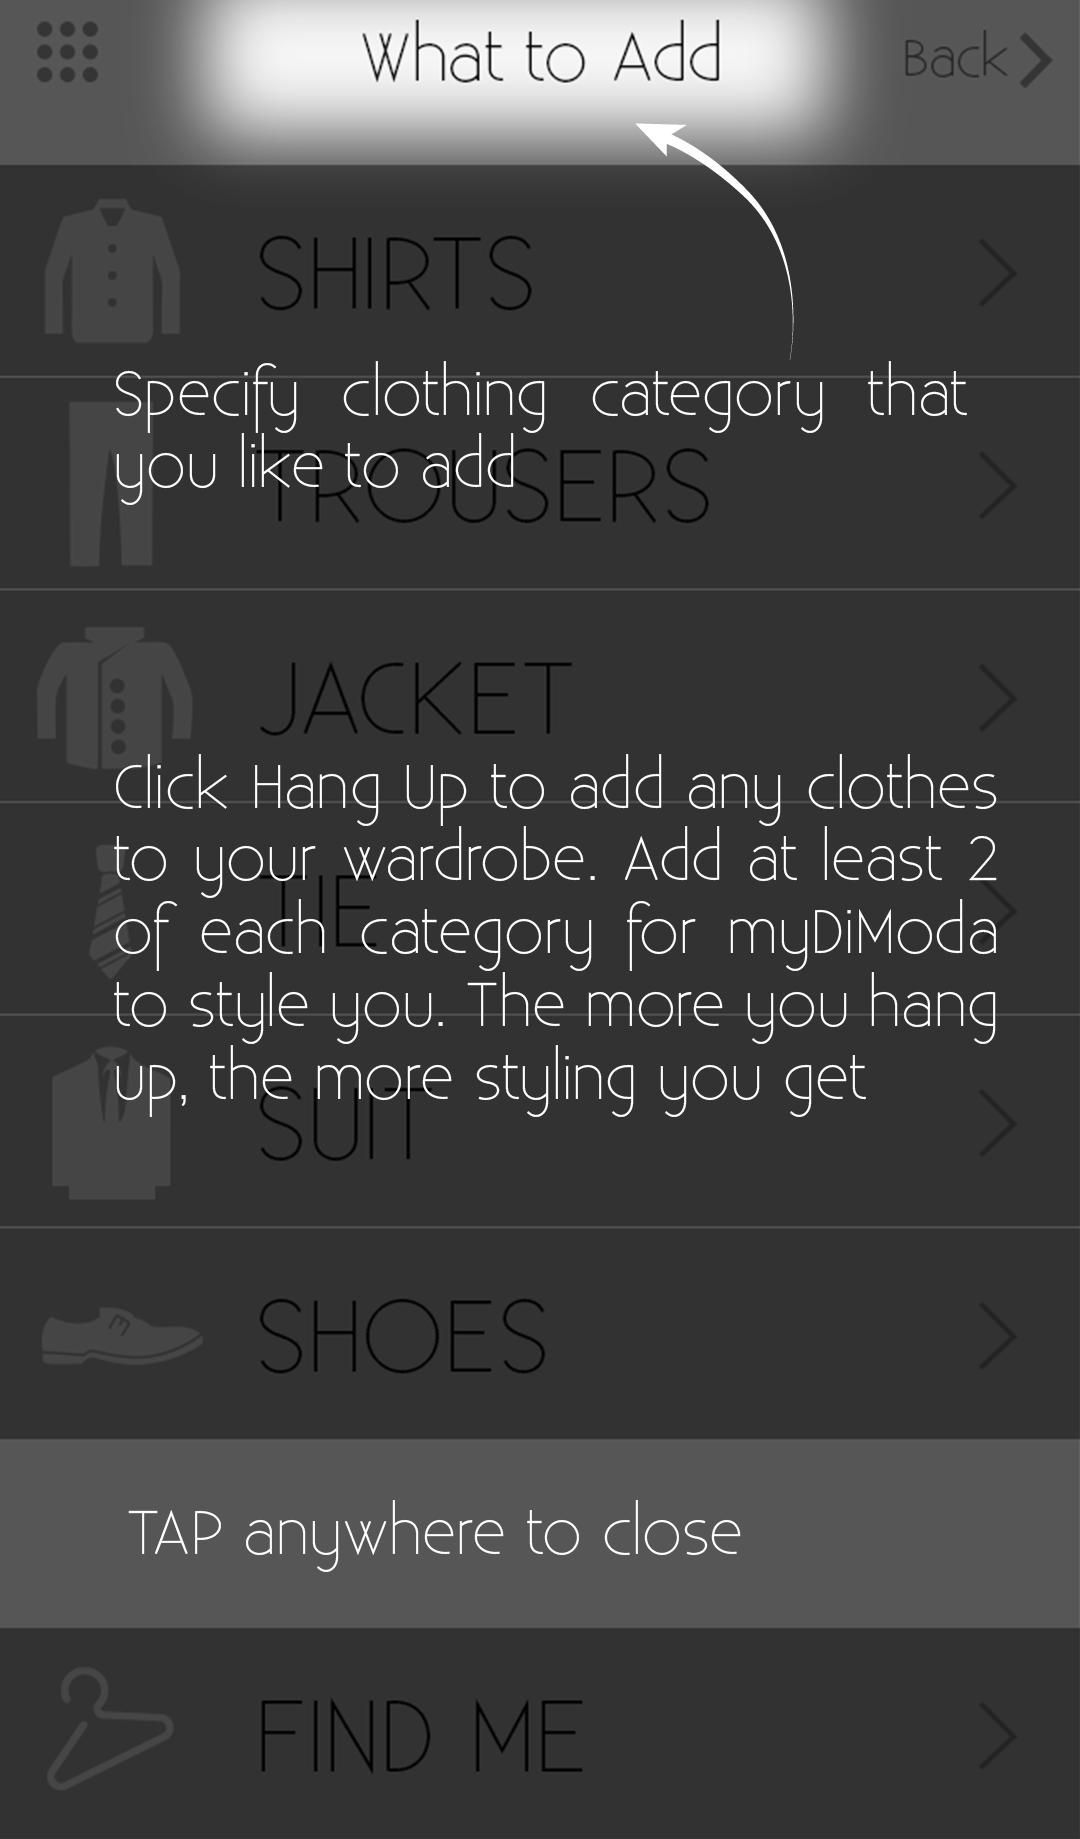 What to Add
Back
SHIRTS
Specify clothing category that
you like to add
TROUSERS
JACKET
Click Hang Up to add any clothes
to your wardrobe. Add at least 2
TIE
of each category for myDiModa
to style you. The more you hang
up, the more styling you get
SUIT
SHOES
TAP anywhere to close
FIND ME